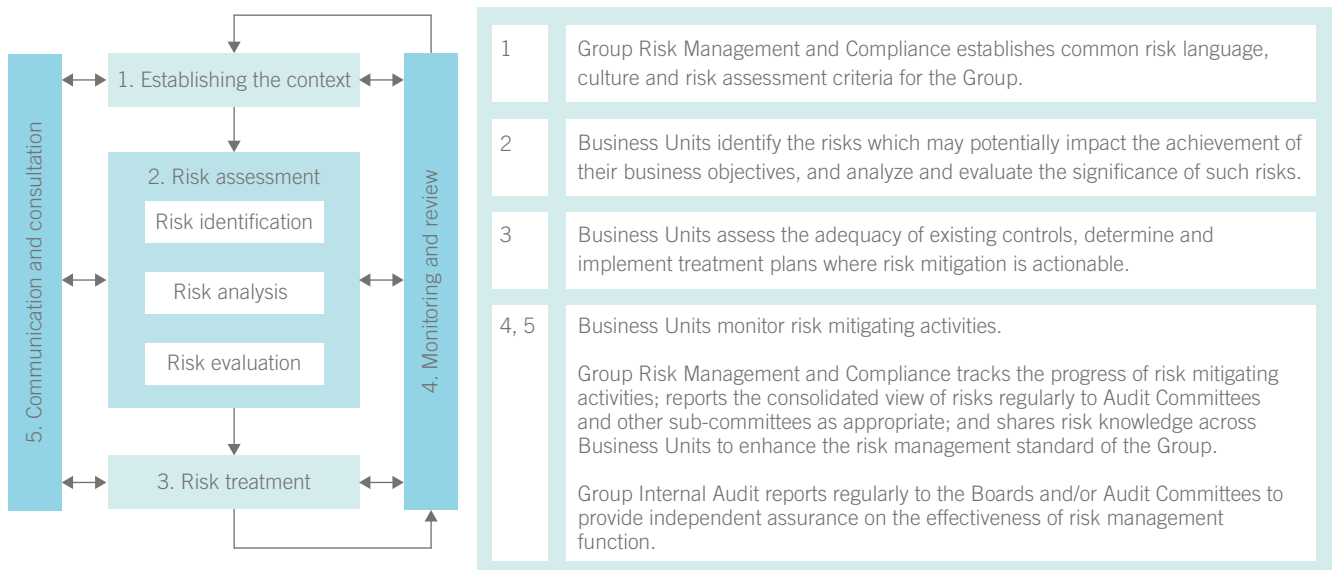 5. Communication and consultation
1. Establishing the context
2. Risk assessment
Risk identification
Risk analysis
Risk evaluation
3. Risk treatment
4. Monitoring and review
1
Group Risk Management and Compliance establishes common risk language,
culture and risk assessment criteria for the Group.
2
Business Units identify the risks which may potentially impact the achievement of
their business objectives, and analyze and evaluate the significance of such risks.
3
Business Units assess the adequacy of existing controls, determine and
implement treatment plans where risk mitigation is actionable.
4, 5
Business Units monitor risk mitigating activities.
Group Risk Management and Compliance tracks the progress of risk mitigating
activities; reports the consolidated view of risks regularly to Audit Committees
and other sub-committees as appropriate; and shares risk knowledge across
Business Units to enhance the risk management standard of the Group.
Group Internal Audit reports regularly to the Boards and/or Audit Committees to
provide independent assurance on the effectiveness of risk management
function.